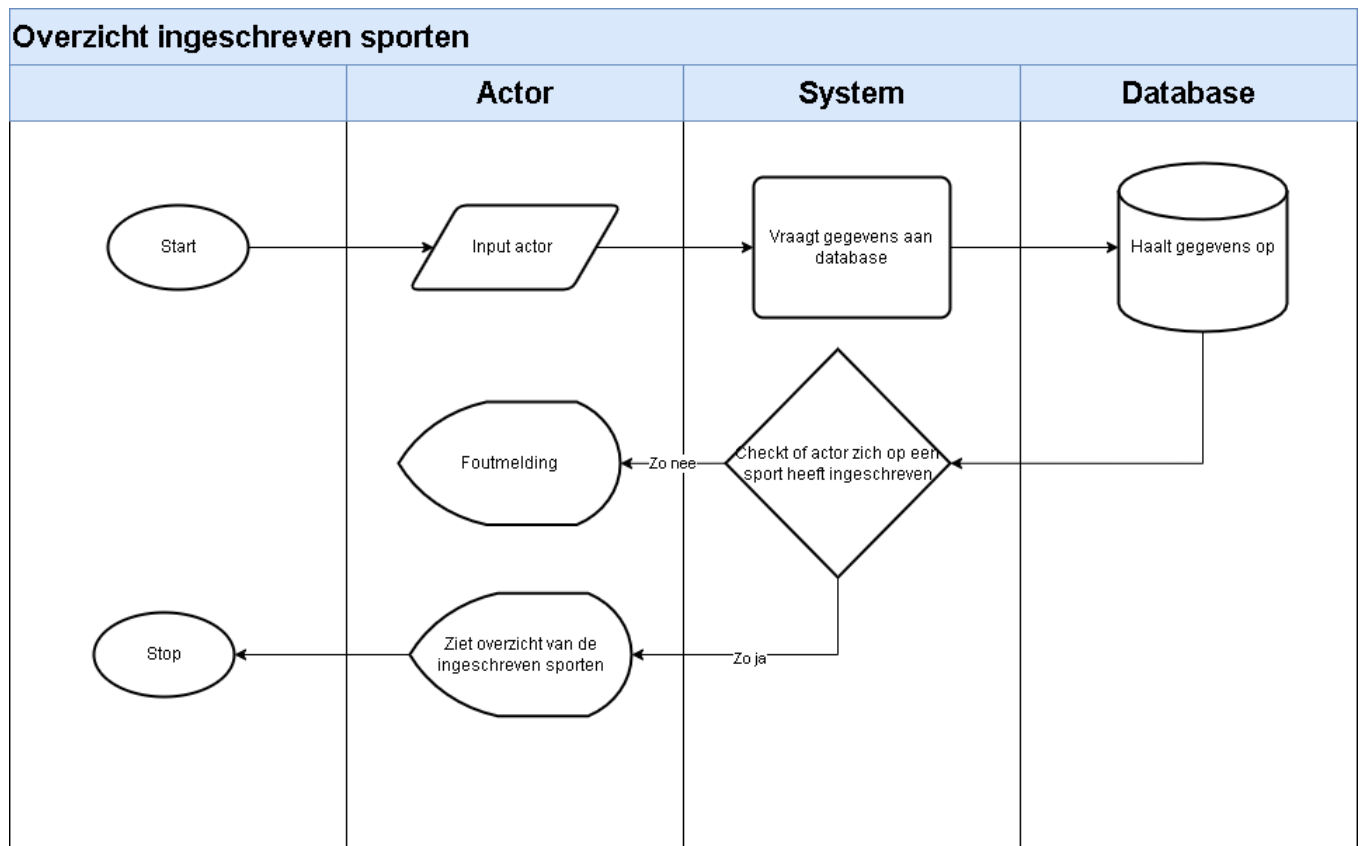 Overzicht ingeschreven sporten
Actor
System
Database
Start
Input actor
Vraagt gegevens aan
database
Haalt gegevens op
Foutmelding
Zo nee
Checkt of actor zich op een
sport heeft ingeschreven
Stop
Ziet overzicht van de
ingeschreven sporten
Zo ja